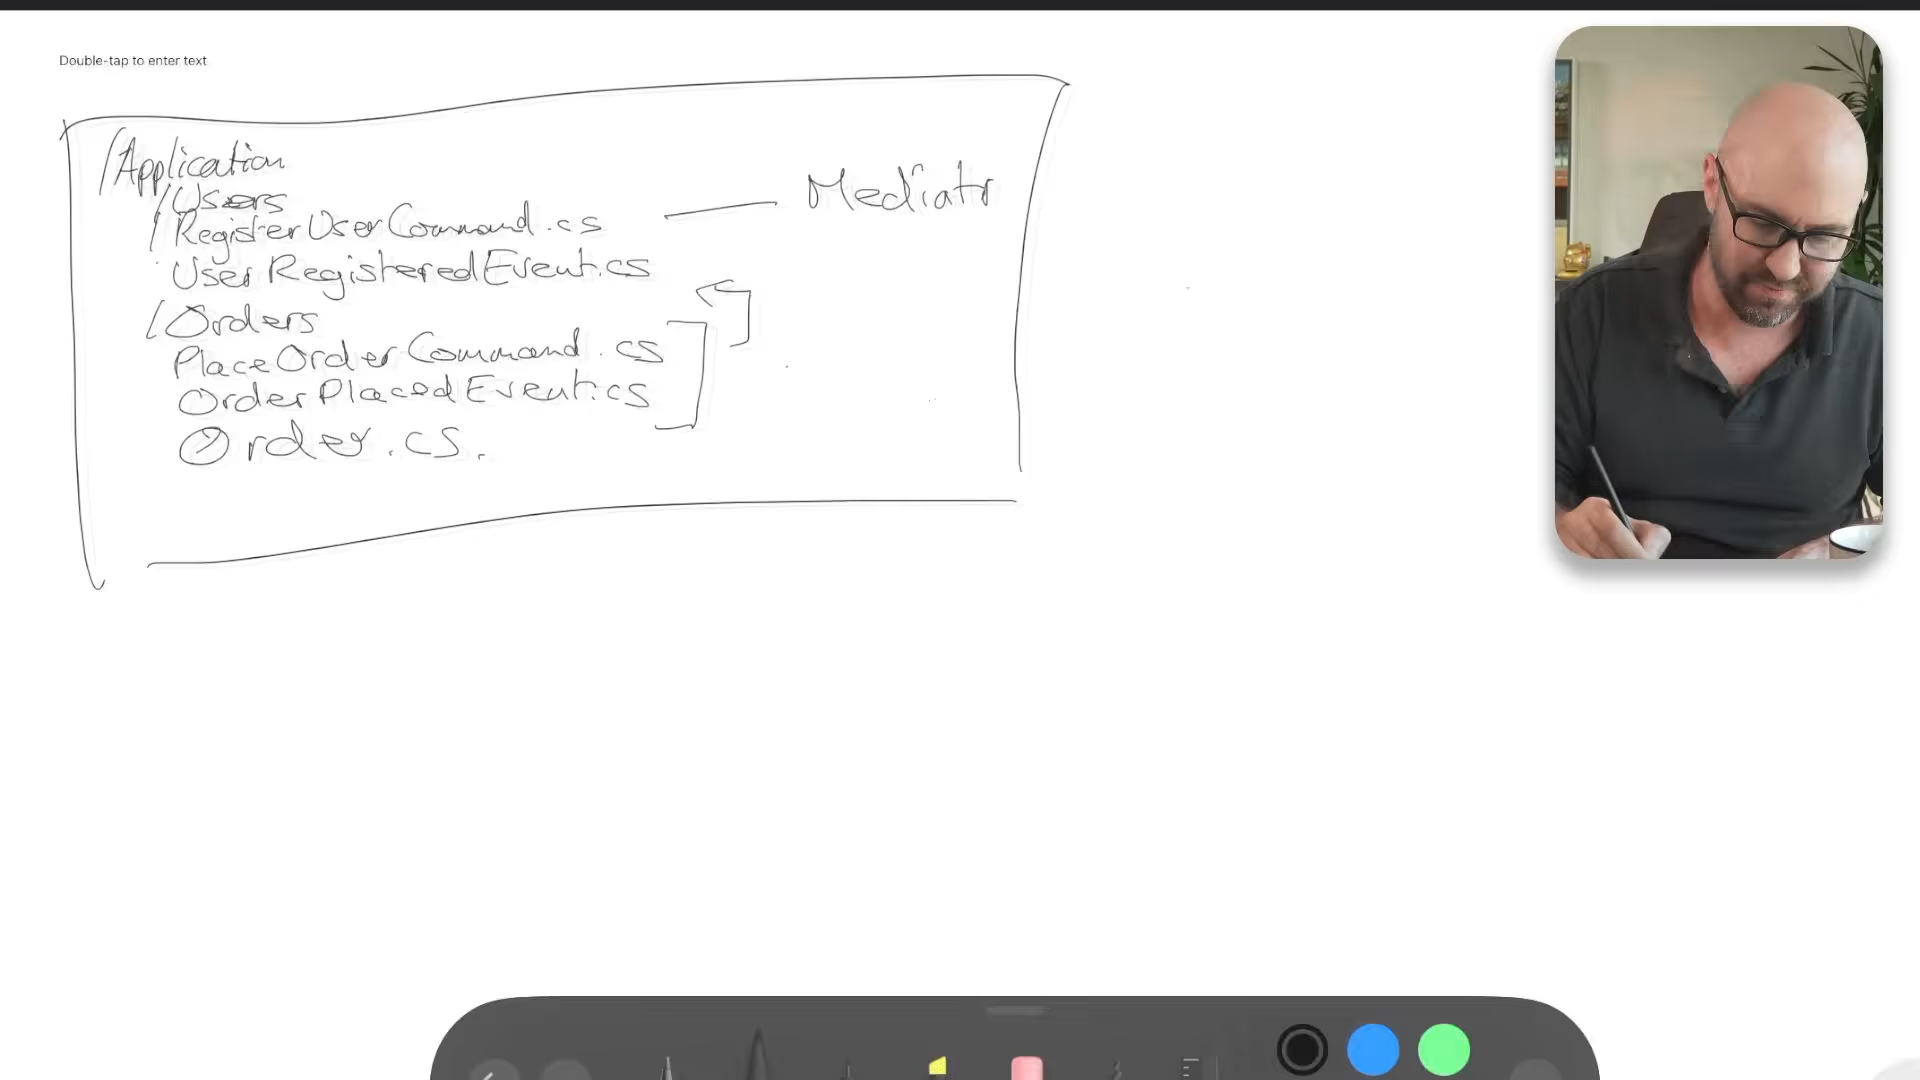 Double-tap to enter text
/Application
/Users
/RegisterUserCommand.cs
Mediatr
UserRegisteredEvent.cs
/Orders
PlaceOrderCommand.cs
OrderPlacedEvent.cs
Order.cs.